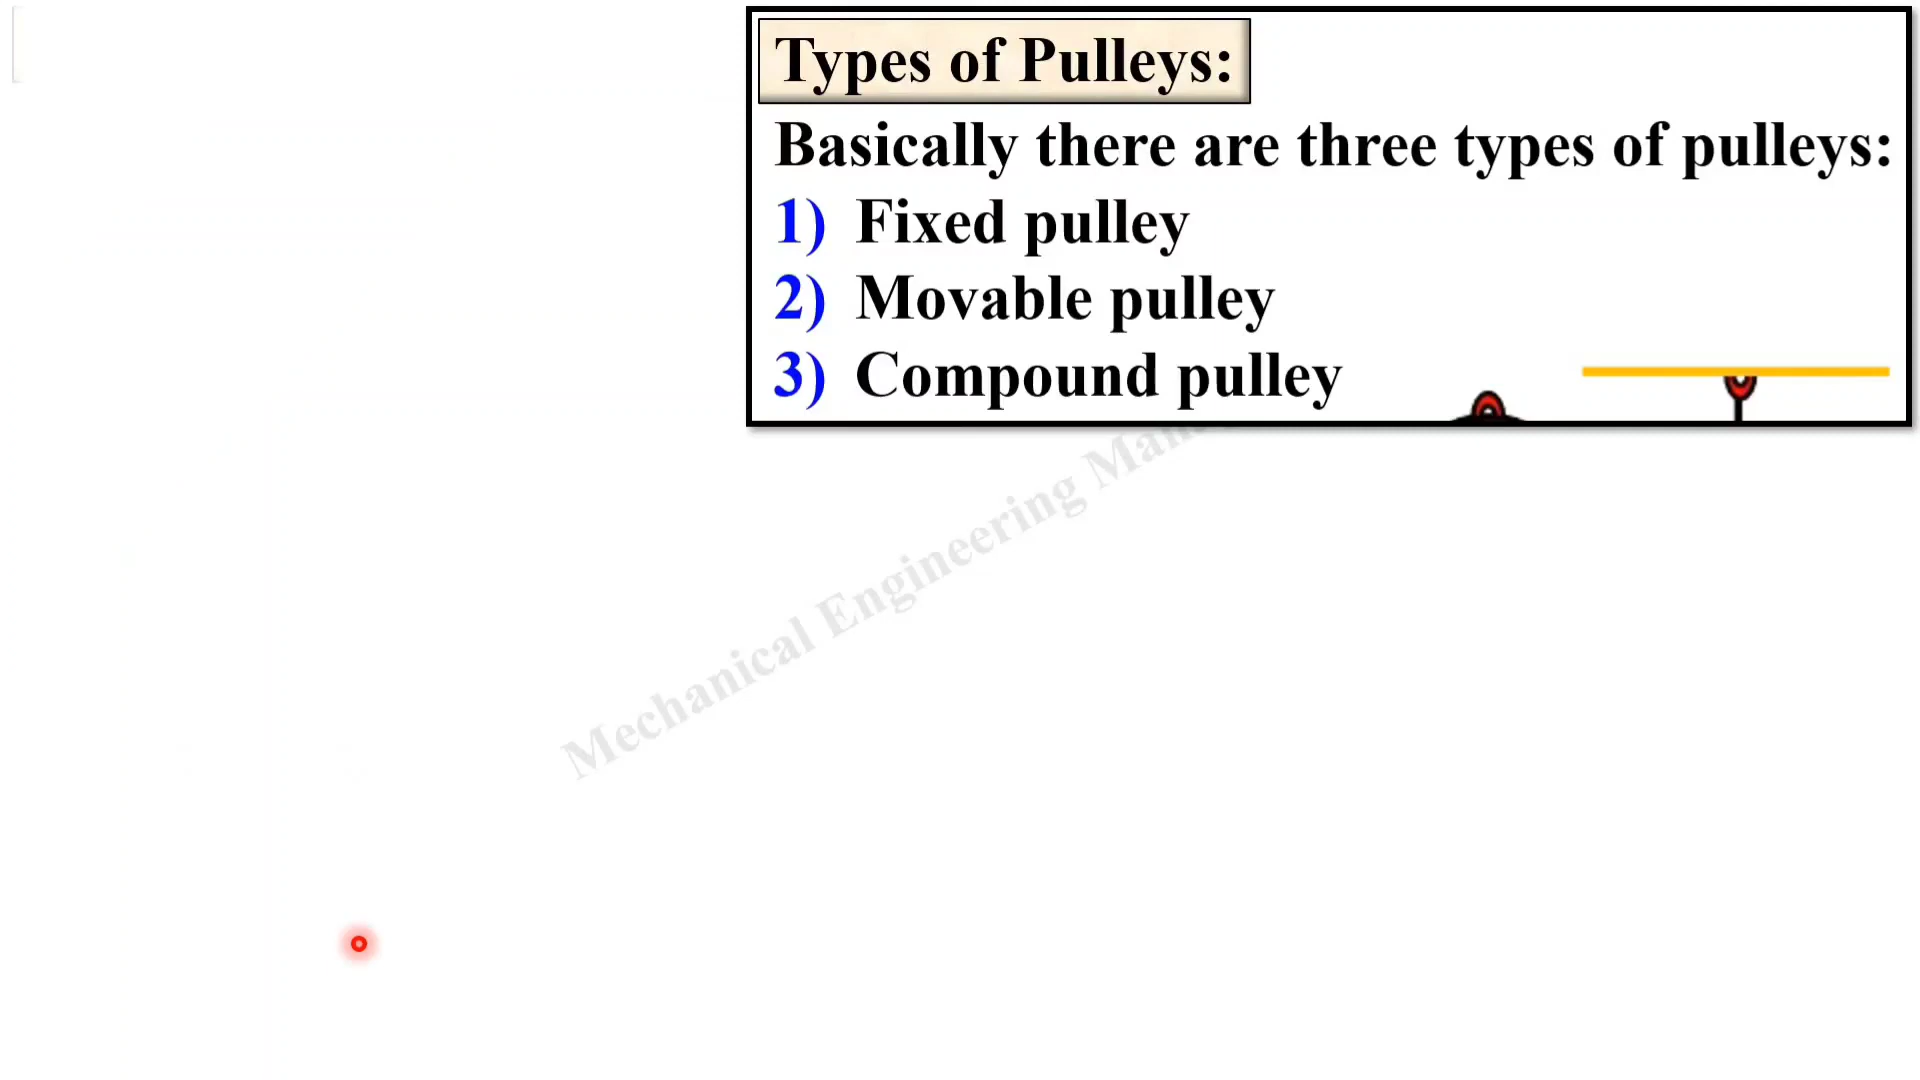 Types of Pulleys:
Basically there are three types of pulleys:
1) Fixed pulley
2) Movable pulley
3) Compound pulley
Mechanical Engineering